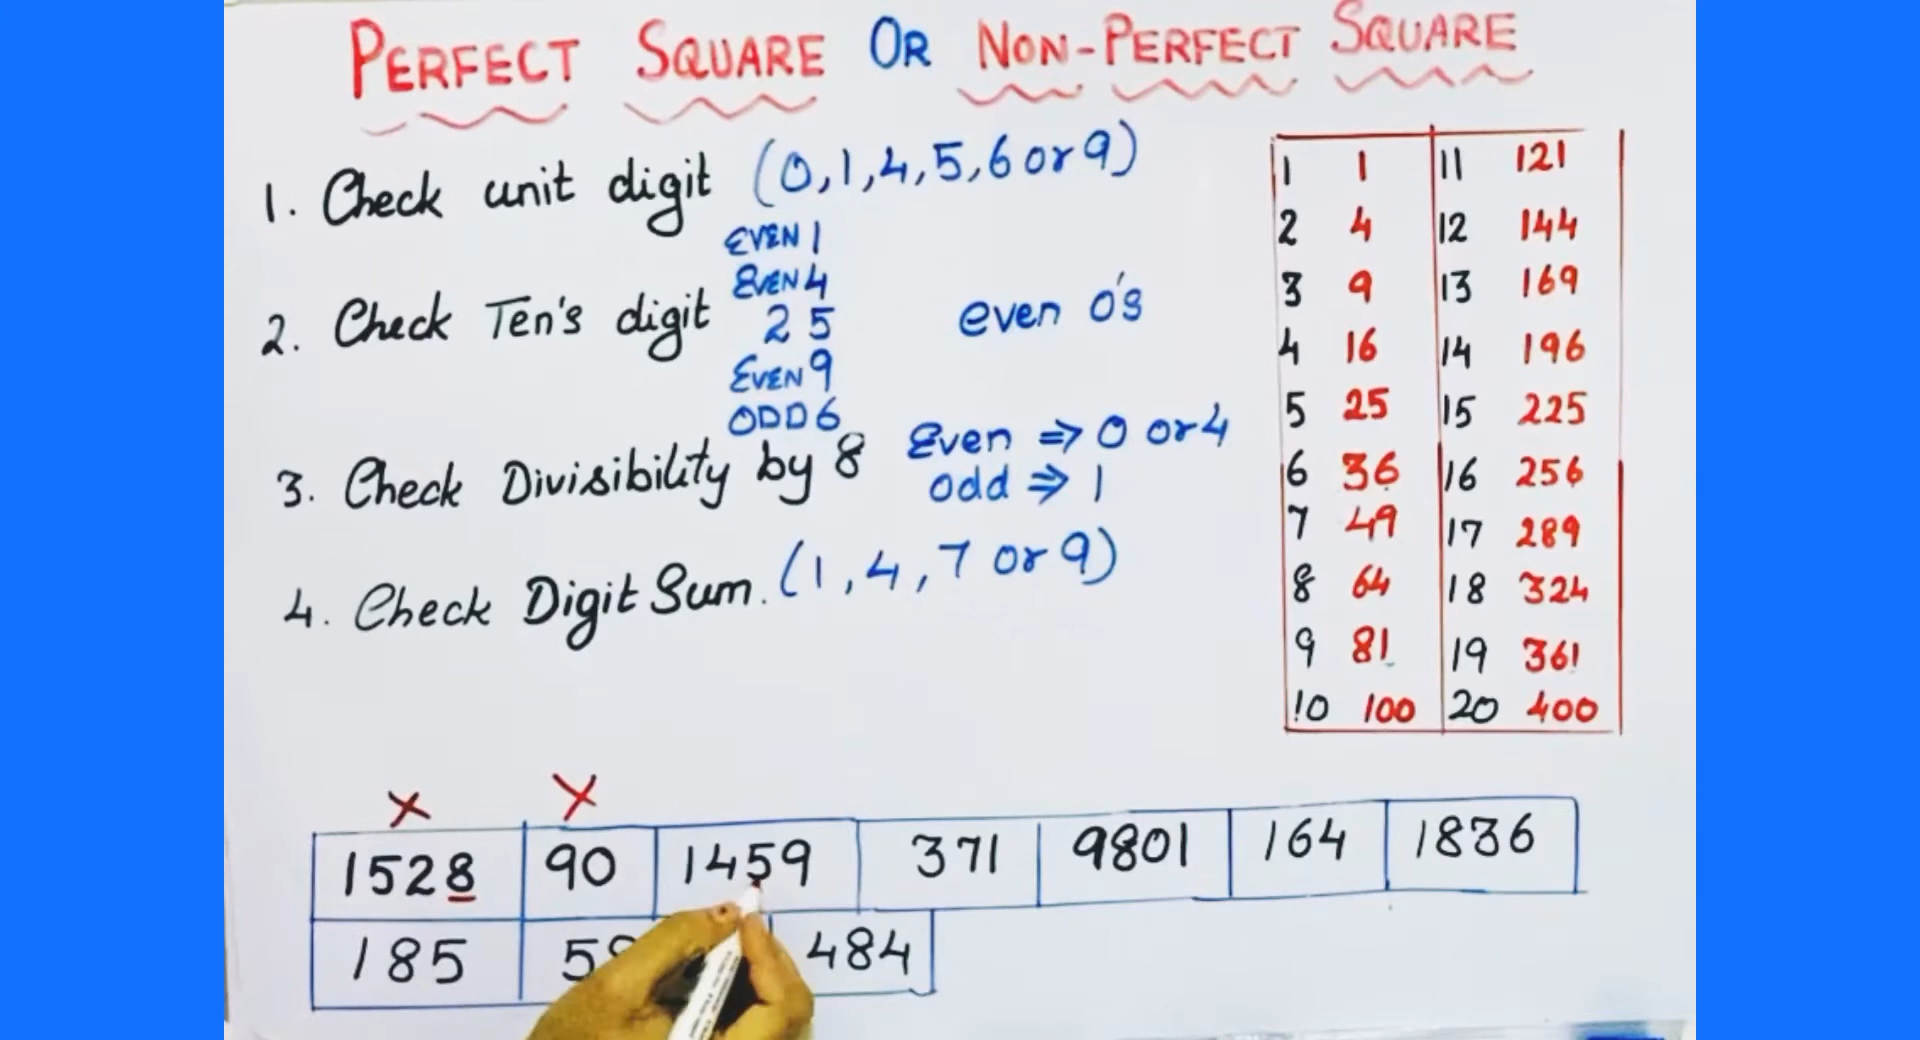 PERFECT SQUARE OR NON-PERFECT SQUARE
1. Check unit digit (0,1,4,5,6 or 9)
EVEN 1
EVEN 4
2. Check Ten's digit 25 even 0's
EVEN 9
ODD 6
3. Check Divisibility by 8 Even ⇒ 0 or 4
odd ⇒ 1
4. Check Digit Sum. (1, 4, 7 or 9)
1 1 11 121
2 4 12 144
3 9 13 169
4 16 14 196
5 25 15 225
6 36 16 256
7 49 17 289
8 64 18 324
9 81 19 361
10 100 20 400
X X
1528 90 1459 371 9801 164 1836
185 484